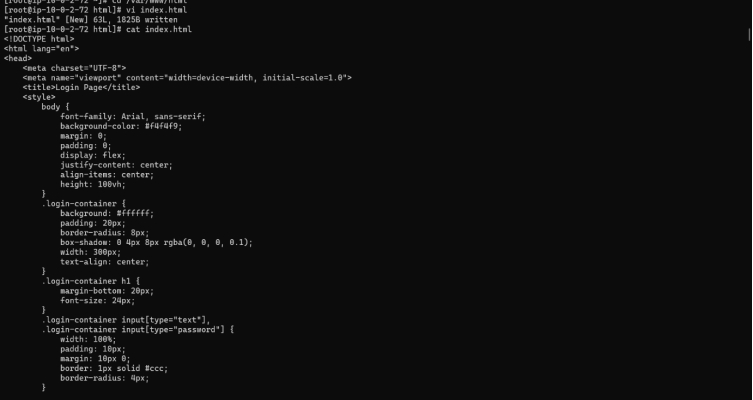 [root@ip-10-0-2-72 ~]# cd /var/www/html
[root@ip-10-0-2-72 html]# vi index.html
"index.html" [New] 63L, 1825B written
[root@ip-10-0-2-72 html]# cat index.html
<!DOCTYPE html>
<html lang="en">
<head>
    <meta charset="UTF-8">
    <meta name="viewport" content="width=device-width, initial-scale=1.0">
    <title>Login Page</title>
    <style>
        body {
            font-family: Arial, sans-serif;
            background-color: #f4f4f9;
            margin: 0;
            padding: 0;
            display: flex;
            justify-content: center;
            align-items: center;
            height: 100vh;
        }
        .login-container {
            background: #ffffff;
            padding: 20px;
            border-radius: 8px;
            box-shadow: 0 4px 8px rgba(0, 0, 0, 0.1);
            width: 300px;
            text-align: center;
        }
        .login-container h1 {
            margin-bottom: 20px;
            font-size: 24px;
        }
        .login-container input[type="text"],
        .login-container input[type="password"] {
            width: 100%;
            padding: 10px;
            margin: 10px 0;
            border: 1px solid #ccc;
            border-radius: 4px;
        }